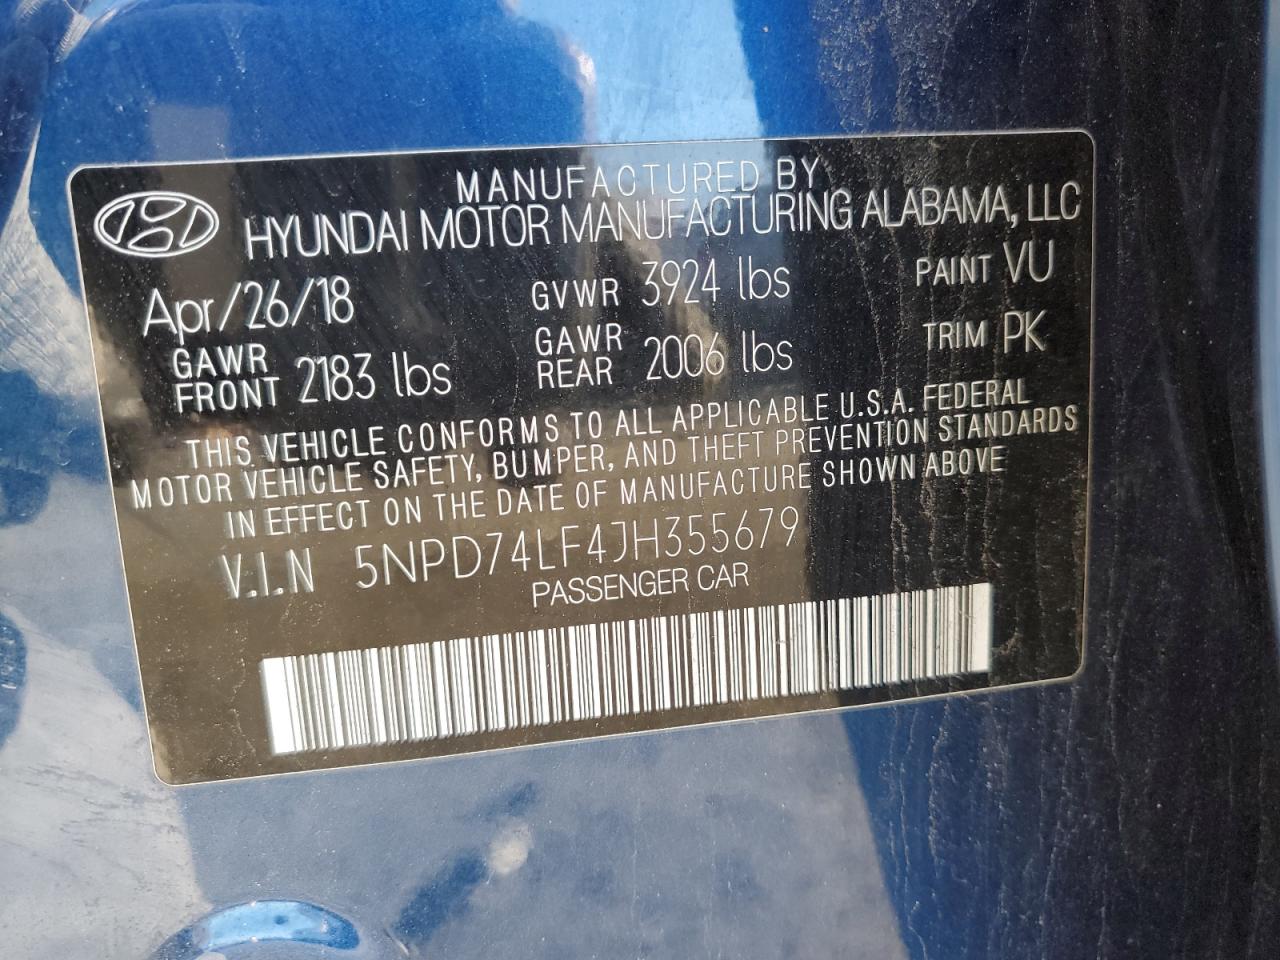 MANUFACTURED BY
HYUNDAI MOTOR MANUFACTURING ALABAMA, LLC
Apr/26/18 GVWR 3924 lbs PAINT VU
GAWR FRONT 2183 lbs GAWR REAR 2006 lbs TRIM PK
THIS VEHICLE CONFORMS TO ALL APPLICABLE U.S.A. FEDERAL
MOTOR VEHICLE SAFETY, BUMPER, AND THEFT PREVENTION STANDARDS
IN EFFECT ON THE DATE OF MANUFACTURE SHOWN ABOVE
V.I.N 5NPD74LF4JH355679
PASSENGER CAR